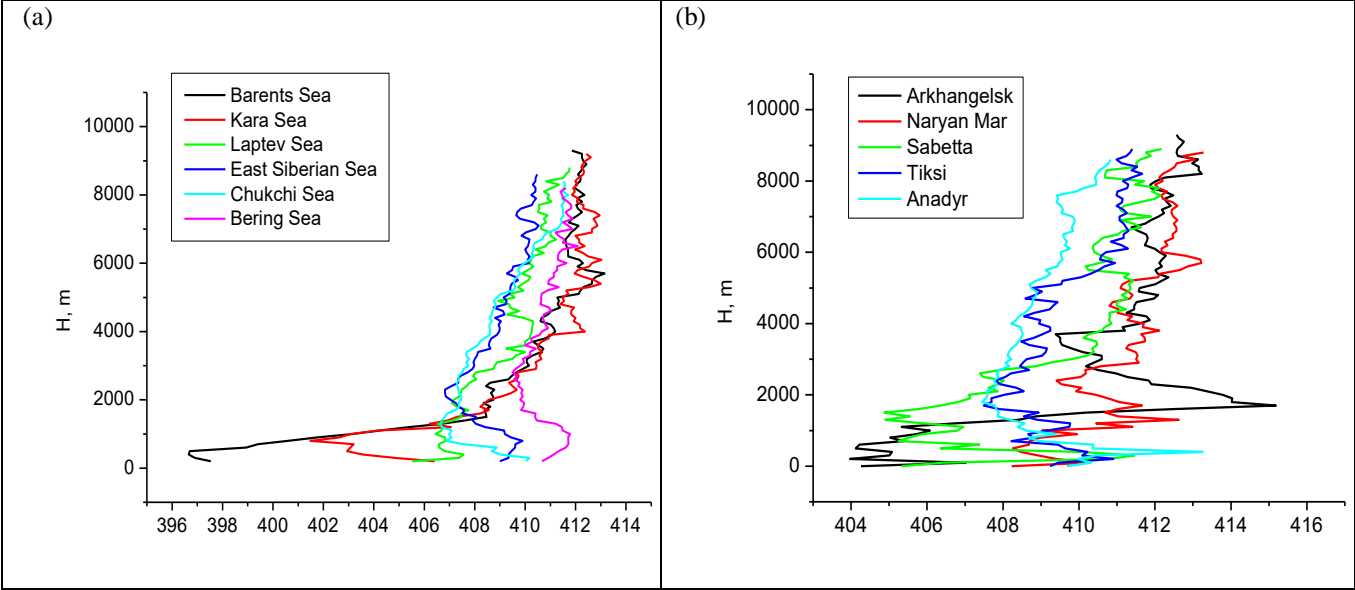 (a)
Barents Sea
Kara Sea
Laptev Sea
East Siberian Sea
Chukchi Sea
Bering Sea
H, m
10000
8000
6000
4000
2000
0
396 398 400 402 404 406 408 410 412 414
(b)
Arkhangelsk
Naryan Mar
Sabetta
Tiksi
Anadyr
H, m
10000
8000
6000
4000
2000
0
404 406 408 410 412 414 416